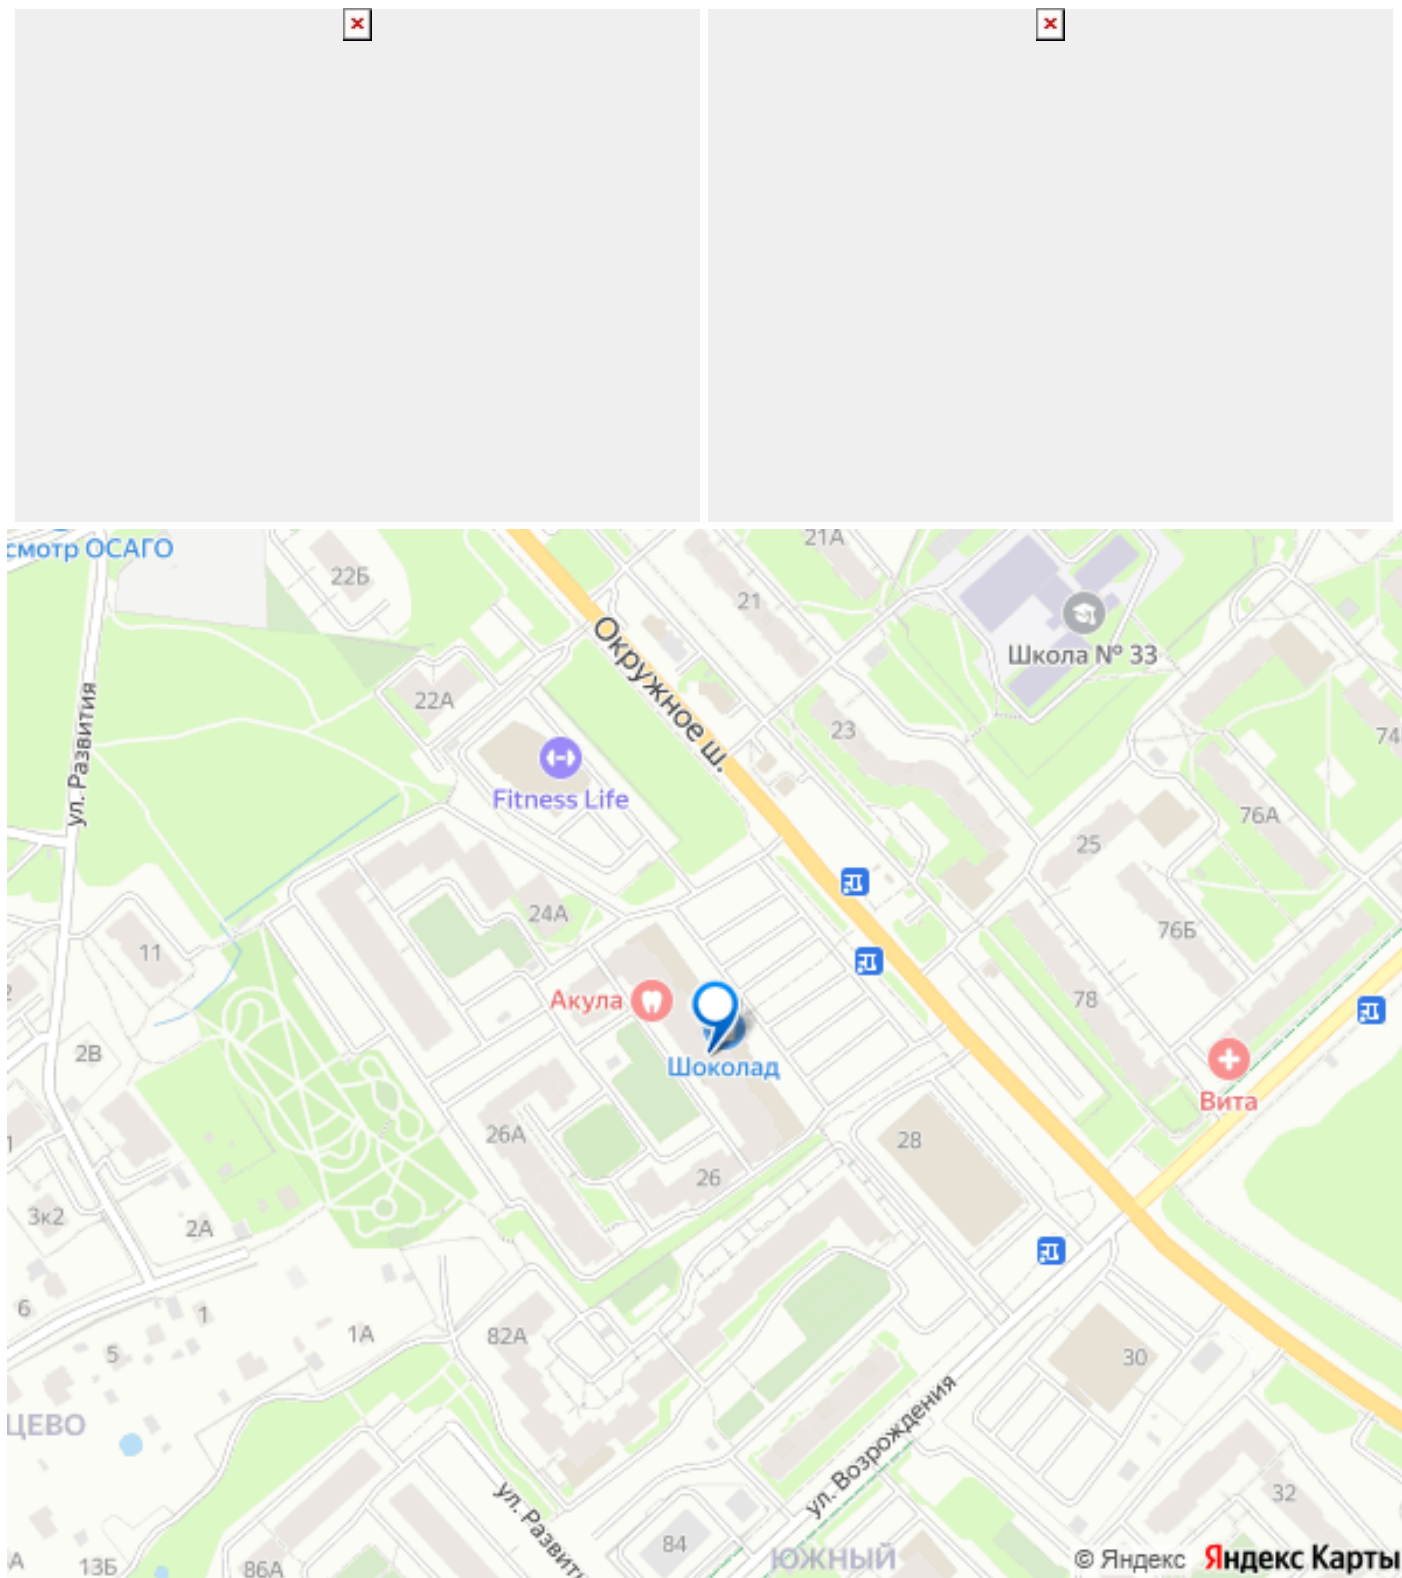 смотр ОСАГО
22Б
21А
21
Окружное ш.
Школа № 33
22А
ул. Развития
23
74
Fitness Life
76А
25
24А
76Б
11
Акула
78
2В
Шоколад
Вита
26А
28
26
3к2
2А
6
1
1А
82А
5
30
ЦЕВО
ул. Возрождения
ул. Развити
32
84
13Б
86А
ЮЖНЫЙ
© Яндекс Яндекс Карты